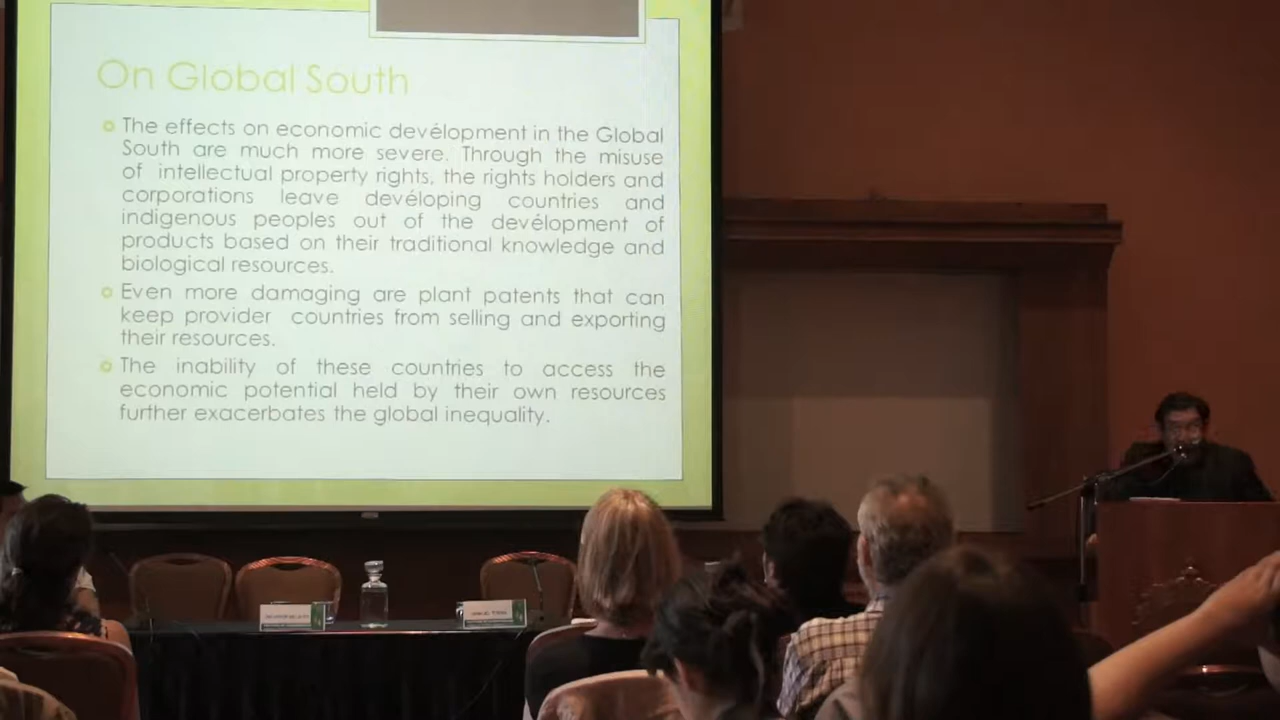 On Global South
The effects on economic devélopment in the Global
South are much more severe. Through the misuse
of intellectual property rights, the rights holders and
corporations leave devéloping countries and
indigenous peoples out of the devélopment of
products based on their traditional knowledge and
biological resources.
Even more damaging are plant patents that can
keep provider countries from selling and exporting
their resources.
The inability of these countries to access the
economic potential held by their own resources
further exacerbates the global inequality.